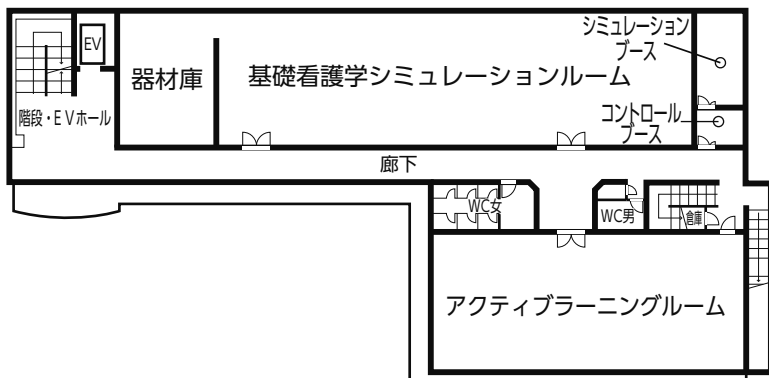 シミュレーション
ブース
EV
器材庫
基礎看護学シミュレーションルーム
階段・EVホール
コントロール
ブース
廊下
WC女
WC男
倉庫
アクティブラーニングルーム